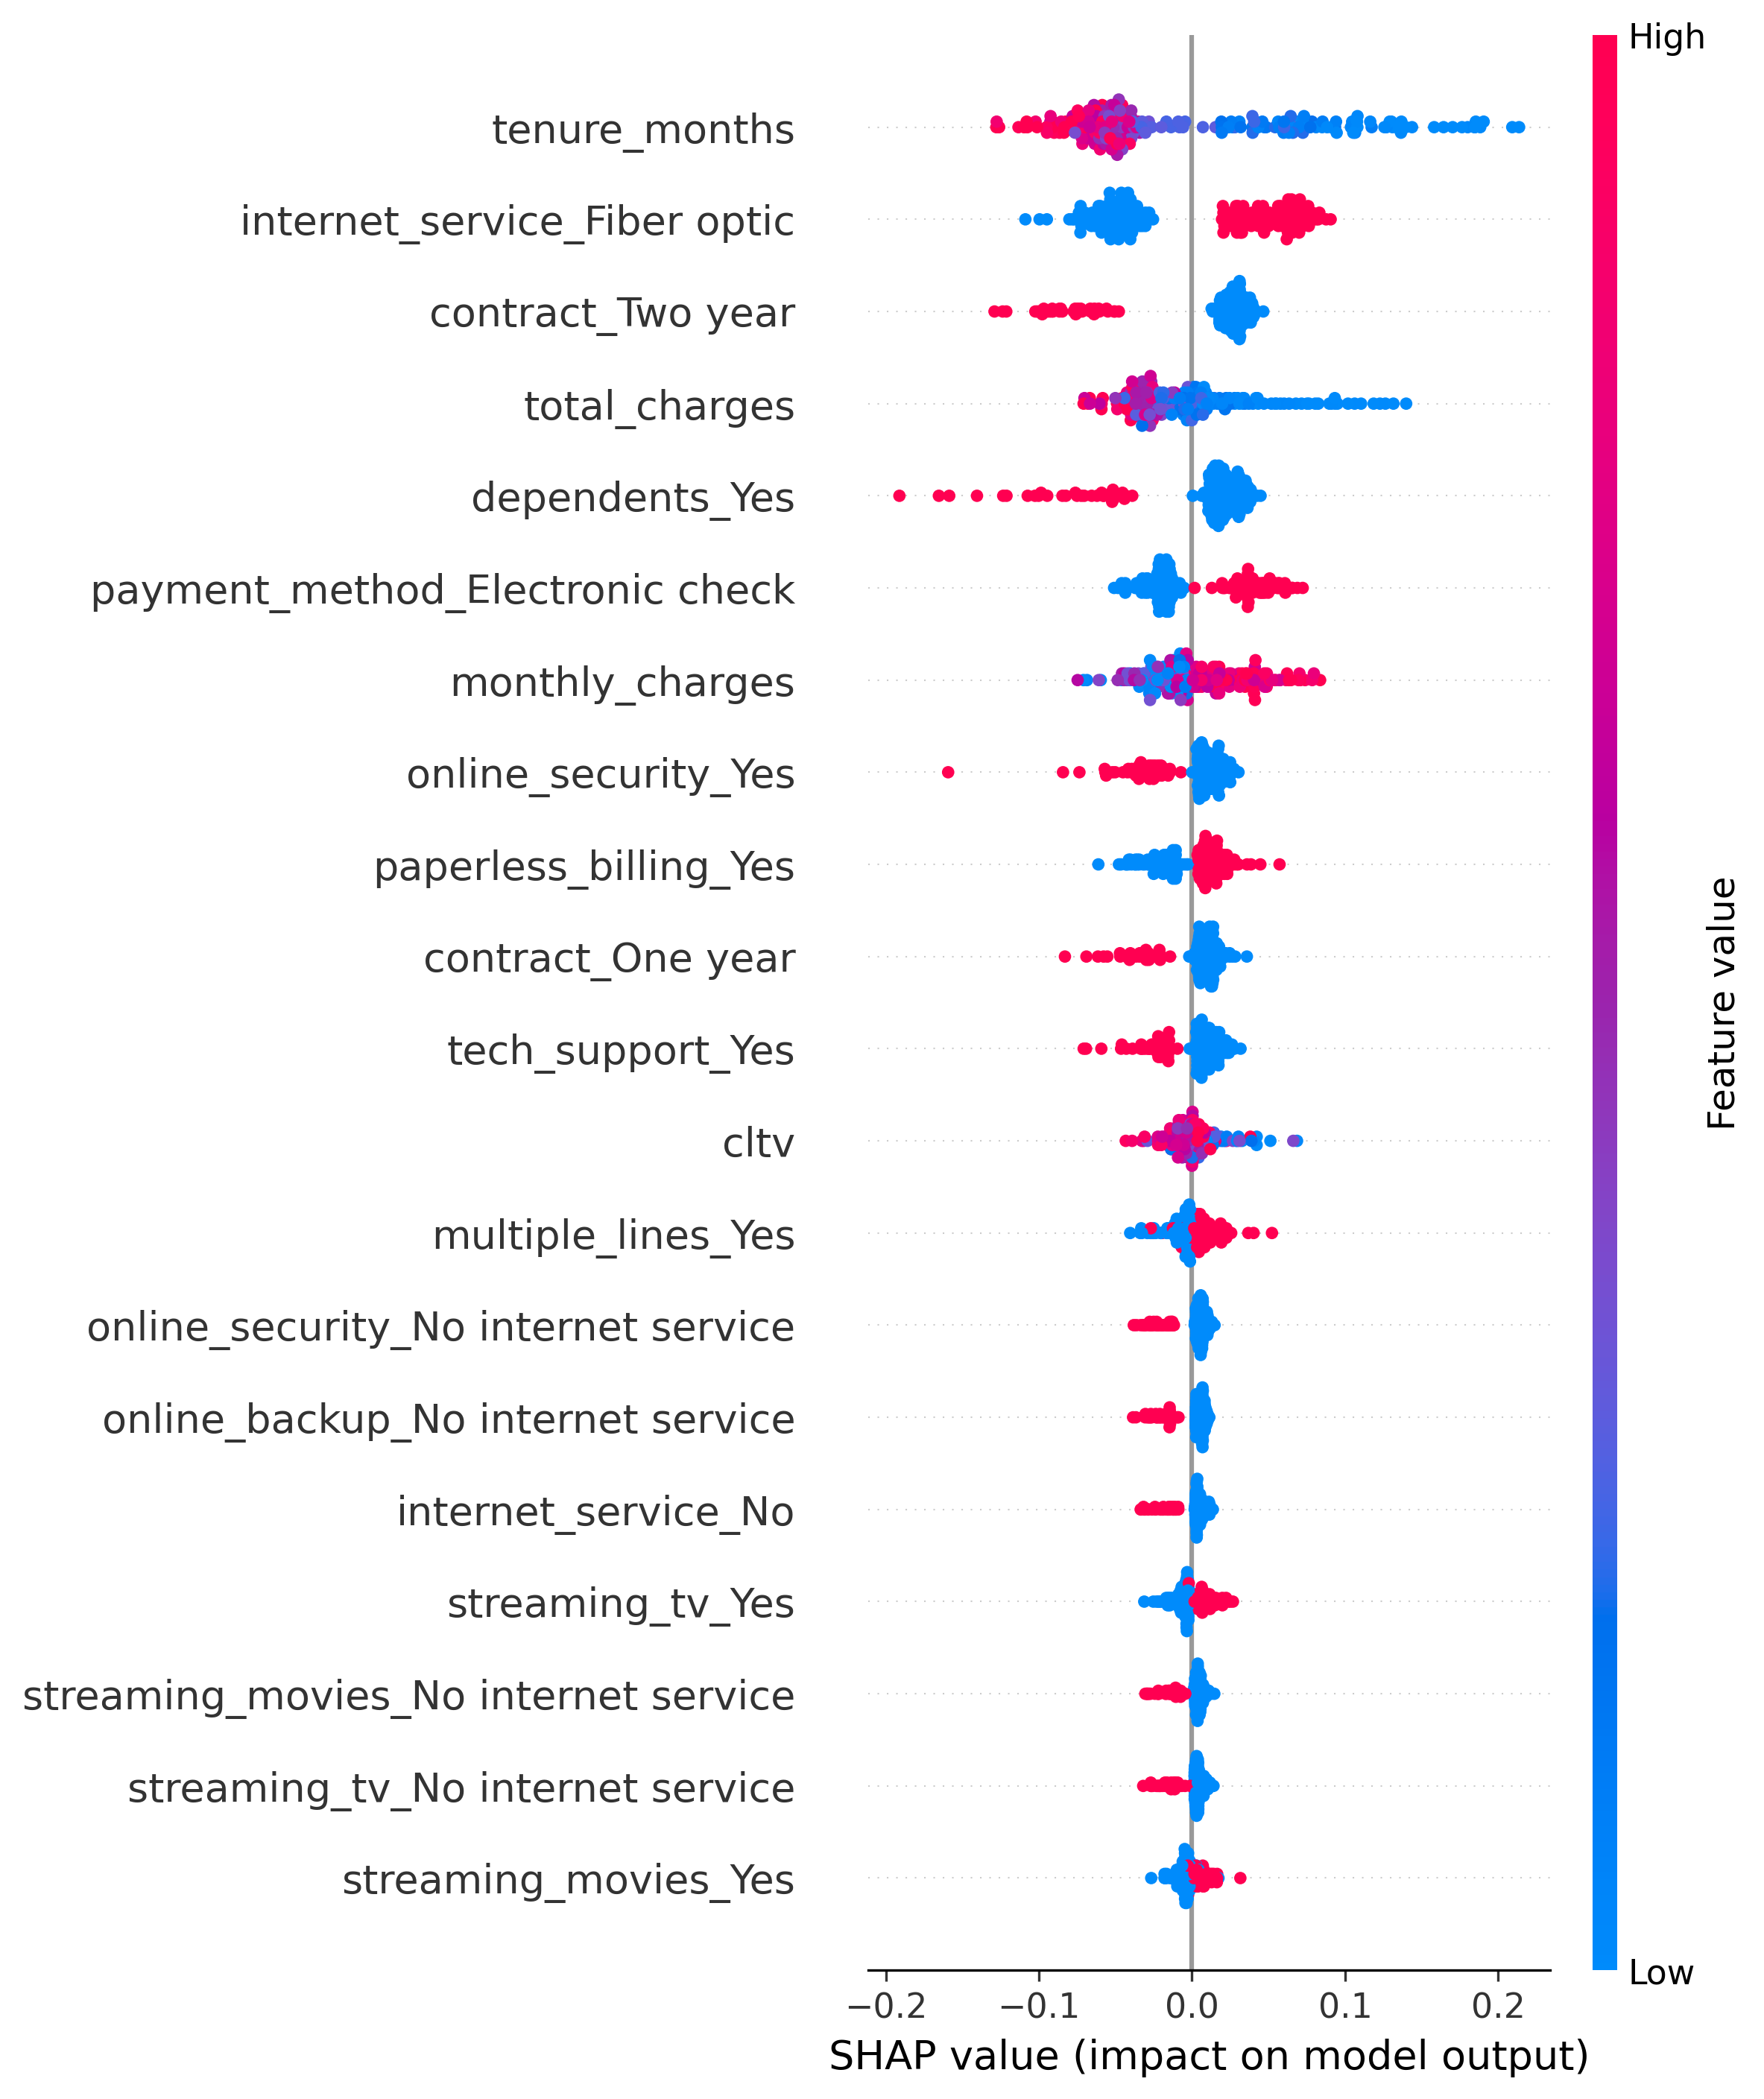 High
tenure_months
internet_service_Fiber optic
contract_Two year
total_charges
dependents_Yes
payment_method_Electronic check
monthly_charges
online_security_Yes
paperless_billing_Yes
contract_One year
tech_support_Yes
cltv
multiple_lines_Yes
online_security_No internet service
online_backup_No internet service
internet_service_No
streaming_tv_Yes
streaming_movies_No internet service
streaming_tv_No internet service
streaming_movies_Yes
Feature value
Low
−0.2 −0.1 0.0 0.1 0.2
SHAP value (impact on model output)